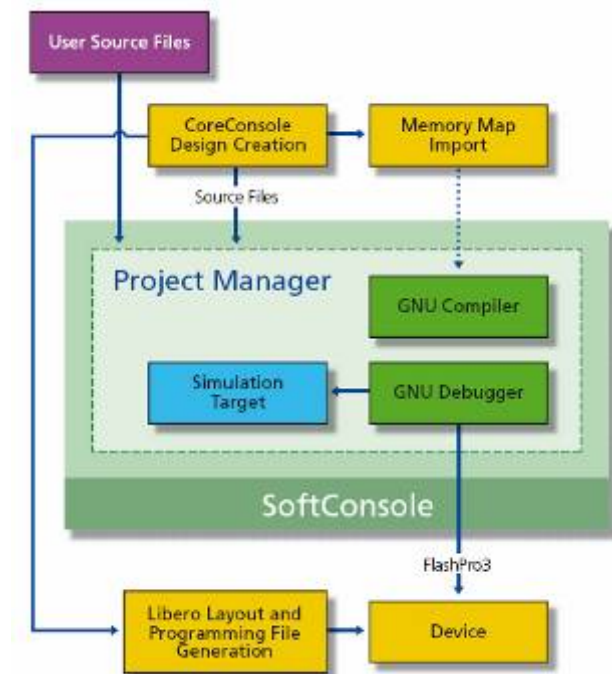 User Source Files
CoreConsole
Design Creation
Memory Map
Import
Source Files
Project Manager
GNU Compiler
Simulation
Target
GNU Debugger
SoftConsole
FlashPro3
Libero Layout and
Programming File
Generation
Device